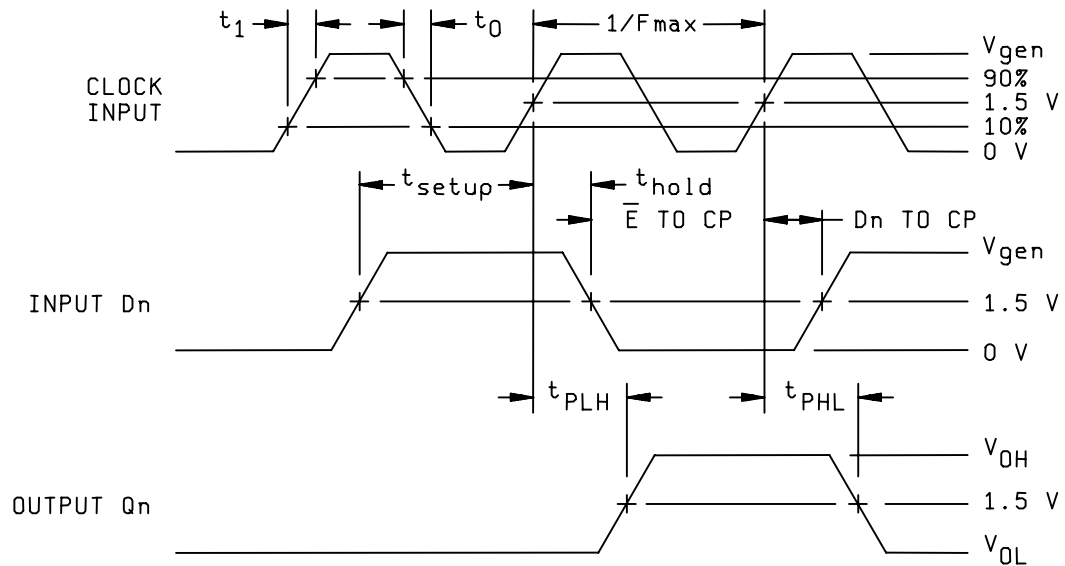 t1 t0 1/Fmax
Vgen
90%
1.5 V
10%
0 V
CLOCK
INPUT
tsetup thold
E̅ TO CP Dn TO CP
Vgen
INPUT Dn
1.5 V
0 V
tPLH tPHL
VOH
OUTPUT Qn
1.5 V
VOL